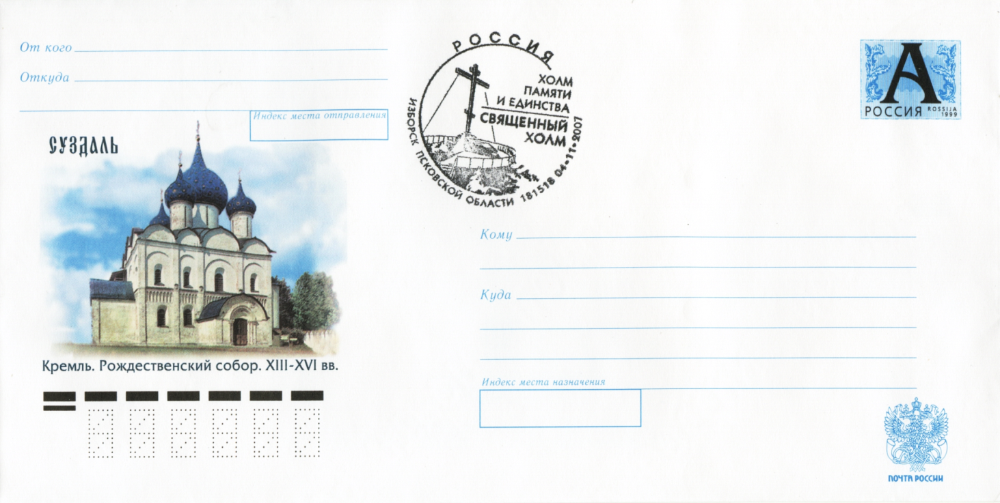 От кого
Откуда
Индекс места отправления
СУЗДАЛЬ
Кремль. Рождественский собор. XIII-XVI вв.
РОССИЯ
ХОЛМ
ПАМЯТИ
И ЕДИНСТВА
СВЯЩЕННЫЙ
ХОЛМ
ИЗБОРСК ПСКОВСКОЙ ОБЛАСТИ 181518 04•11•2007
А
РОССИЯ ROSSIJA
1999
Кому
Куда
Индекс места назначения
ПОЧТА РОССИИ